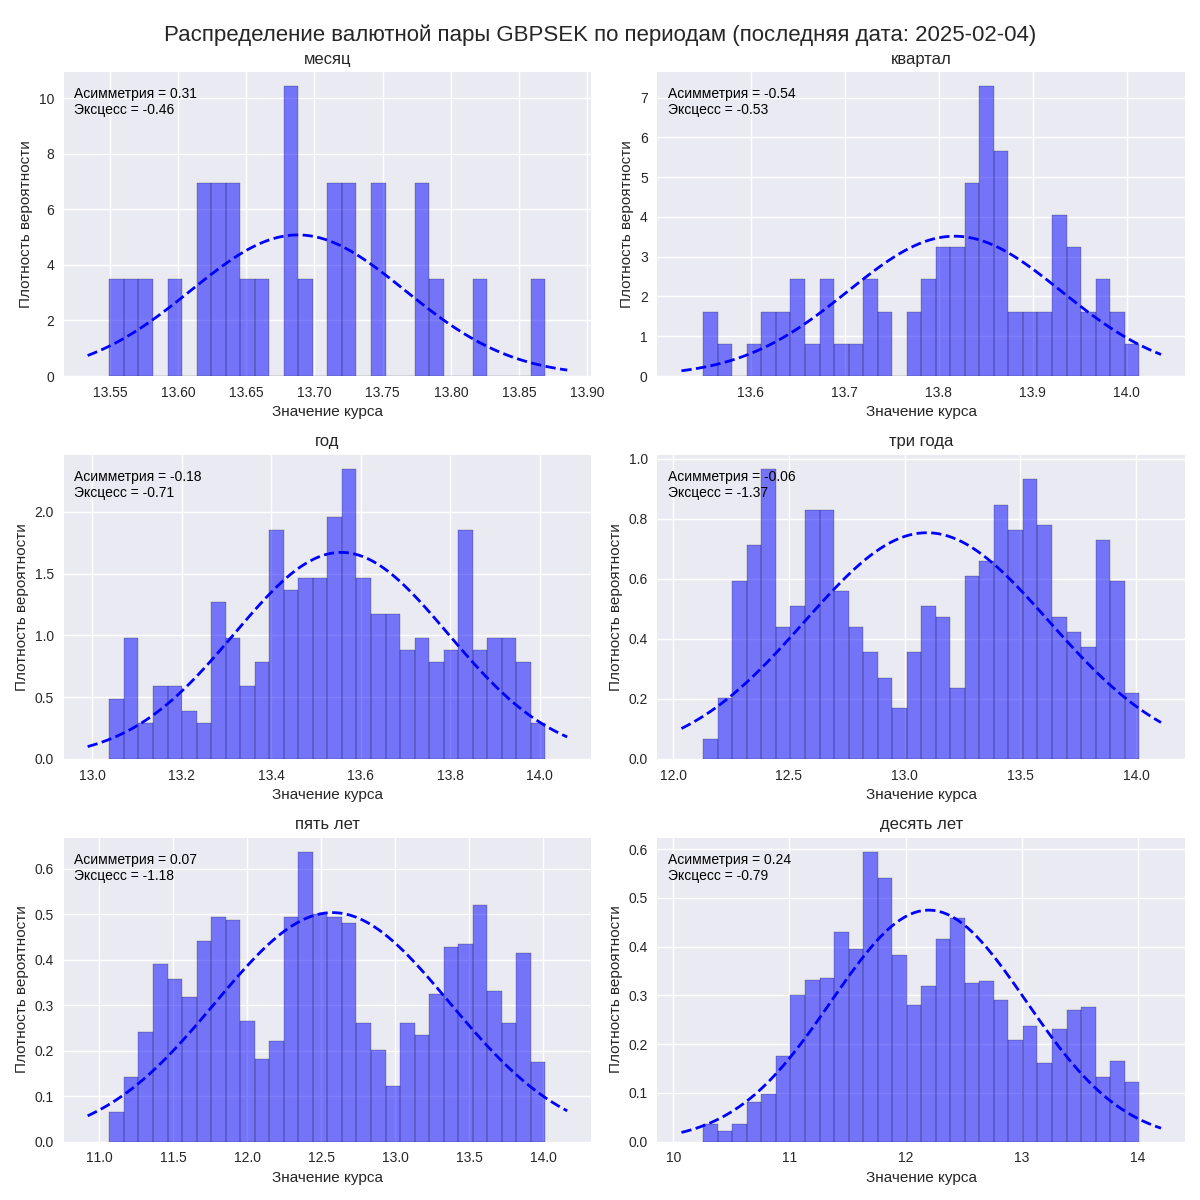 Распределение валютной пары GBPSEK по периодам (последняя дата: 2025-02-04)
месяц
Асимметрия = 0.31
Эксцесс = -0.46
Плотность вероятности
10
8
6
4
2
0
13.55 13.60 13.65 13.70 13.75 13.80 13.85 13.90
Значение курса
квартал
Асимметрия = -0.54
Эксцесс = -0.53
Плотность вероятности
7
6
5
4
3
2
1
0
13.6 13.7 13.8 13.9 14.0
Значение курса
год
Асимметрия = -0.18
Эксцесс = -0.71
Плотность вероятности
2.0
1.5
1.0
0.5
0.0
13.0 13.2 13.4 13.6 13.8 14.0
Значение курса
три года
Асимметрия = -0.06
Эксцесс = -1.37
Плотность вероятности
1.0
0.8
0.6
0.4
0.2
0.0
12.0 12.5 13.0 13.5 14.0
Значение курса
пять лет
Асимметрия = 0.07
Эксцесс = -1.18
Плотность вероятности
0.6
0.5
0.4
0.3
0.2
0.1
0.0
11.0 11.5 12.0 12.5 13.0 13.5 14.0
Значение курса
десять лет
Асимметрия = 0.24
Эксцесс = -0.79
Плотность вероятности
0.6
0.5
0.4
0.3
0.2
0.1
0.0
10 11 12 13 14
Значение курса